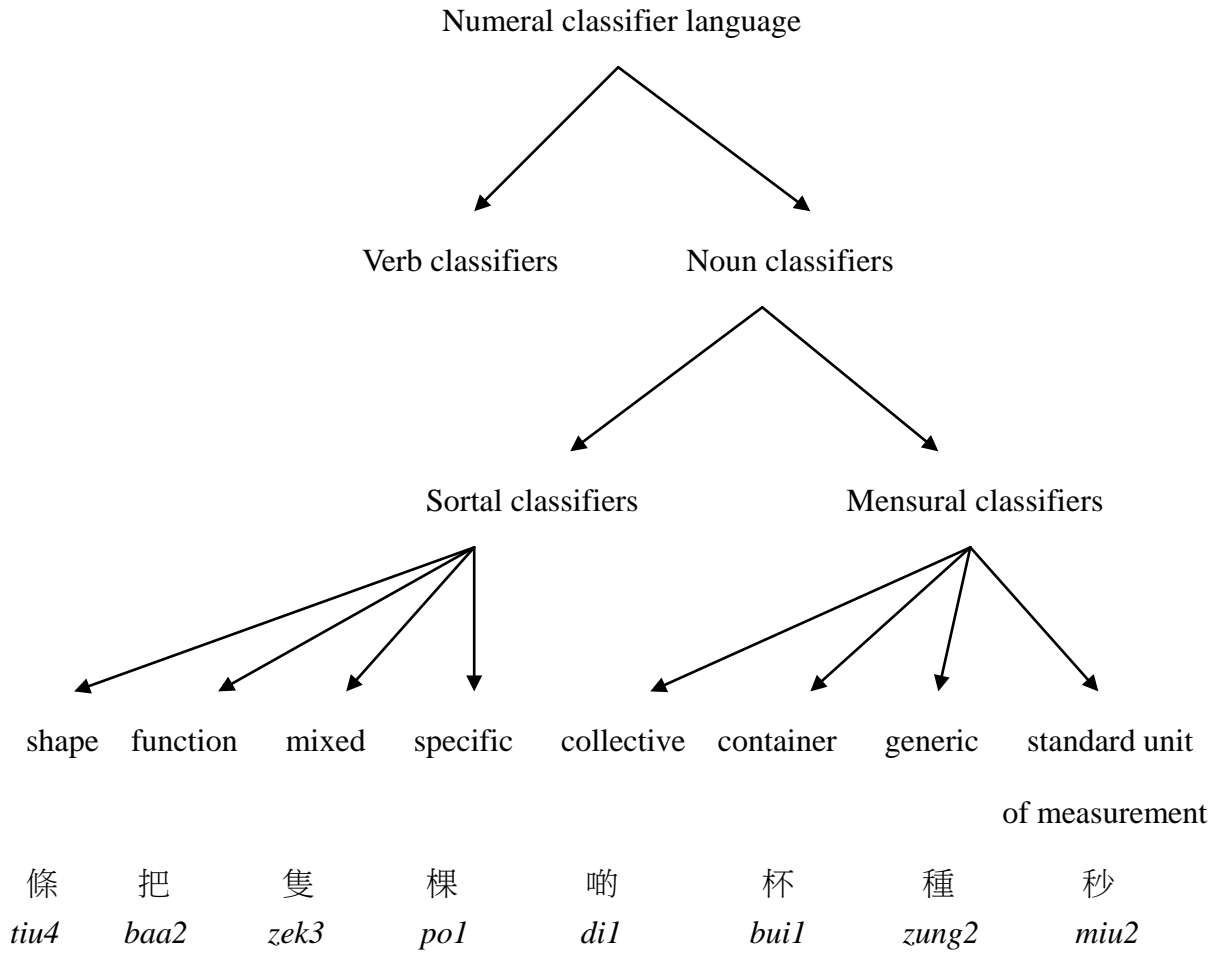 Numeral classifier language
Verb classifiers Noun classifiers
Sortal classifiers Mensural classifiers
shape function mixed specific collective container generic standard unit
of measurement
條 把 隻 棵 啲 杯 種 秒
tiu4 baa2 zek3 po1 di1 bui1 zung2 miu2